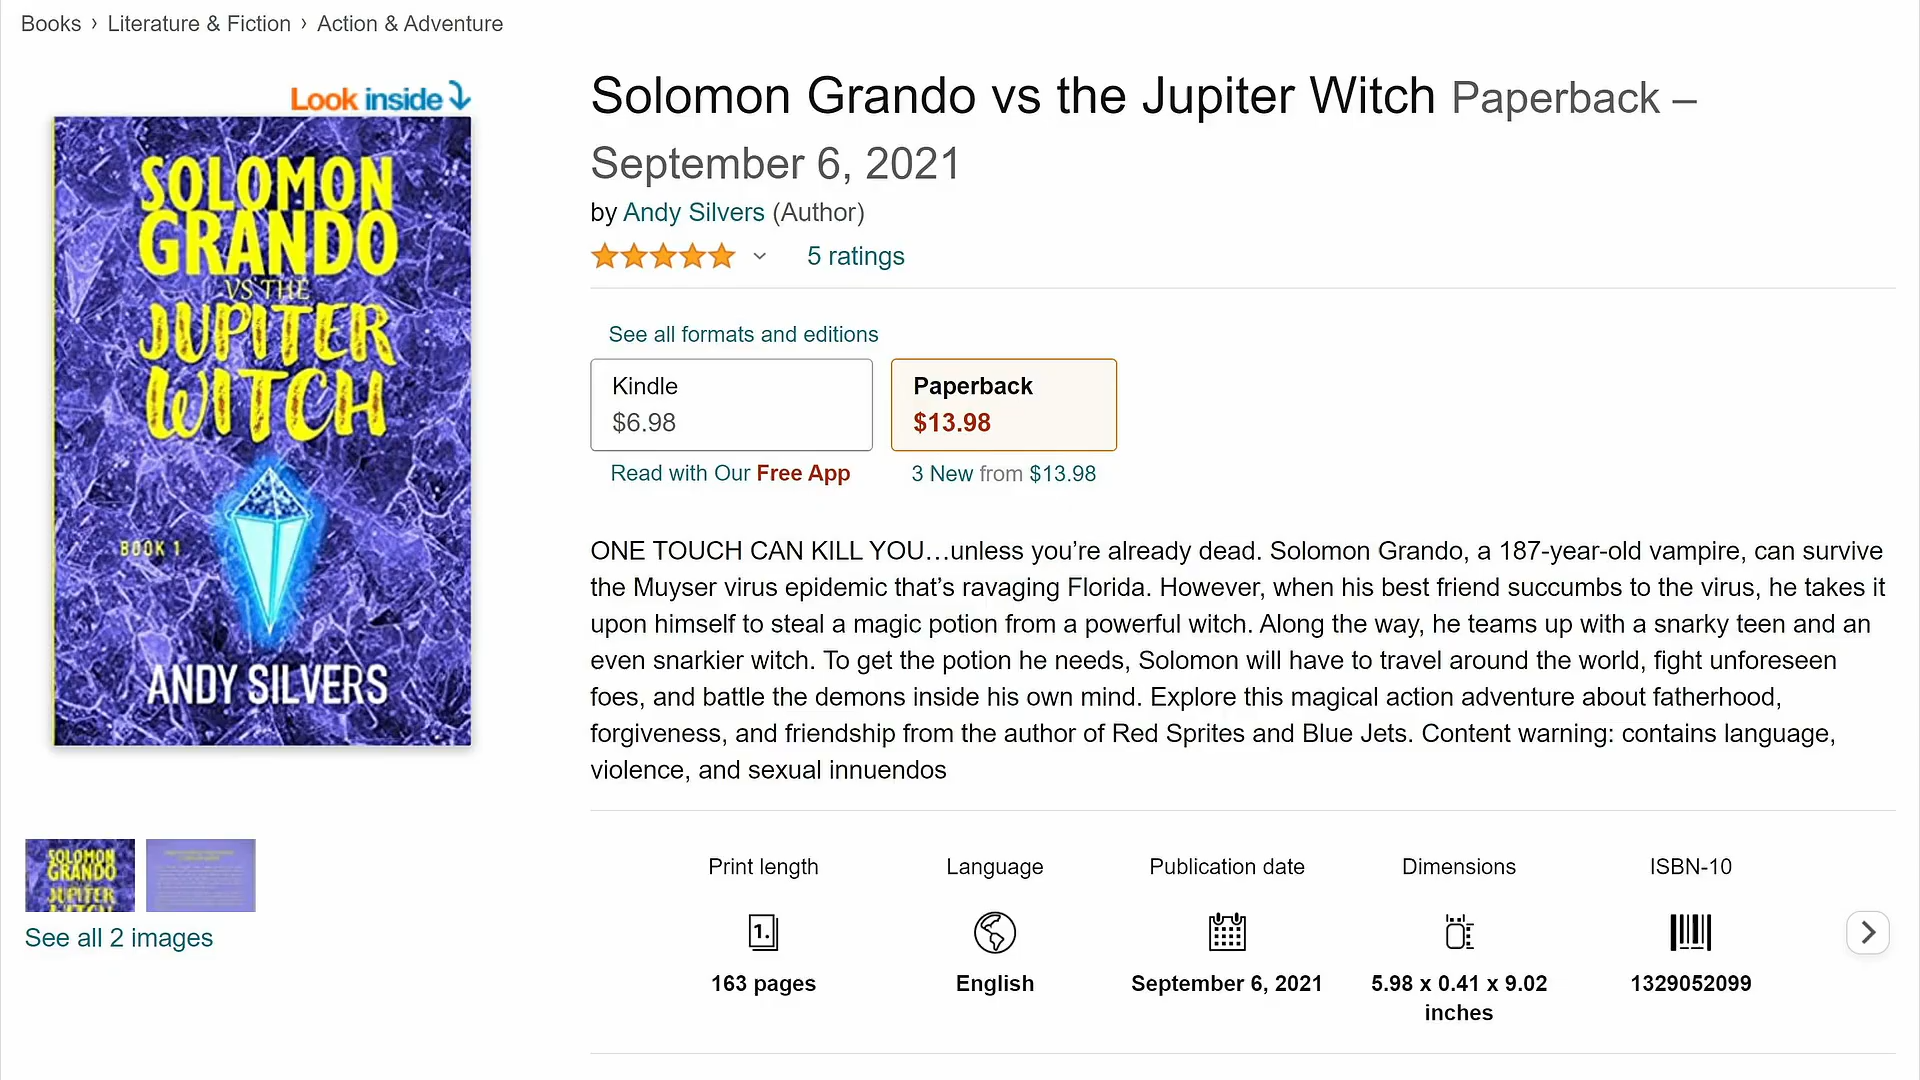 Books › Literature & Fiction › Action & Adventure
Look inside
SOLOMON
GRANDO
VS THE
JUPITER
WITCH
BOOK 1
ANDY SILVERS
SOLOMON
GRANDO
JUPITER
WITCH
See all 2 images
Solomon Grando vs the Jupiter Witch Paperback –
September 6, 2021
by Andy Silvers (Author)
5 ratings
See all formats and editions
Kindle
$6.98
Paperback
$13.98
Read with Our Free App
3 New from $13.98
ONE TOUCH CAN KILL YOU…unless you’re already dead. Solomon Grando, a 187-year-old vampire, can survive
the Muyser virus epidemic that’s ravaging Florida. However, when his best friend succumbs to the virus, he takes it
upon himself to steal a magic potion from a powerful witch. Along the way, he teams up with a snarky teen and an
even snarkier witch. To get the potion he needs, Solomon will have to travel around the world, fight unforeseen
foes, and battle the demons inside his own mind. Explore this magical action adventure about fatherhood,
forgiveness, and friendship from the author of Red Sprites and Blue Jets. Content warning: contains language,
violence, and sexual innuendos
Print length
1.
163 pages
Language
English
Publication date
September 6, 2021
Dimensions
5.98 x 0.41 x 9.02
inches
ISBN-10
1329052099